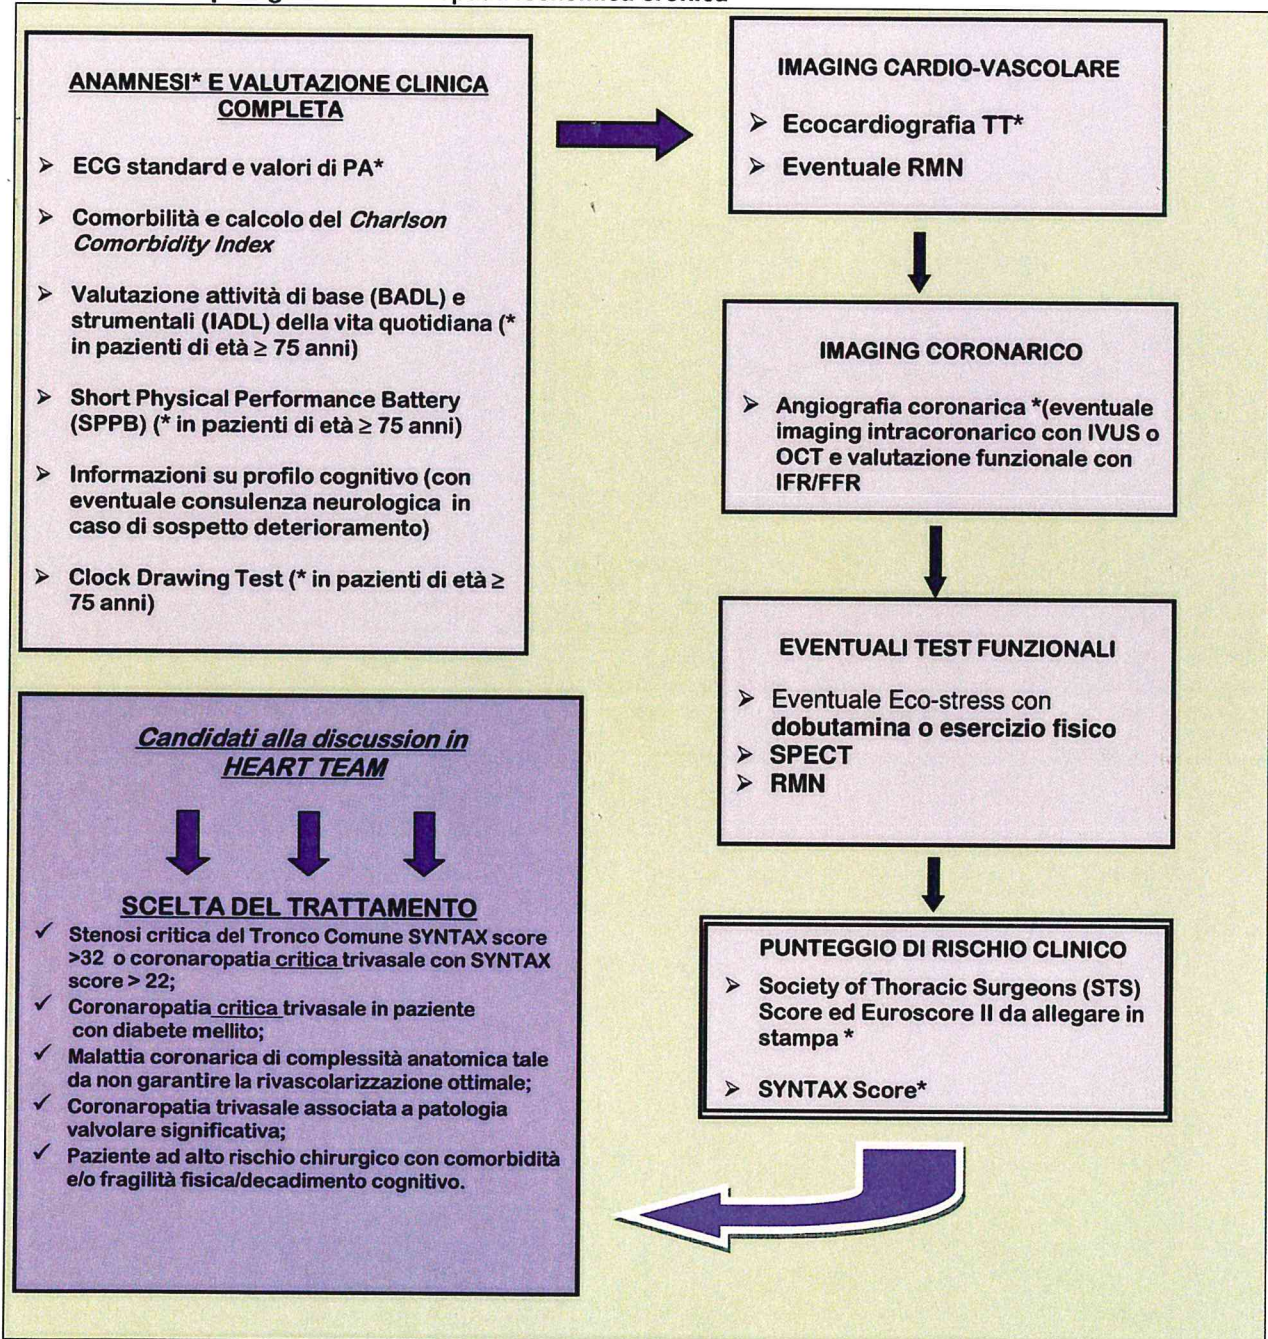 ANAMNESI* E VALUTAZIONE CLINICA
COMPLETA
➢ ECG standard e valori di PA*
➢ Comorbilità e calcolo del Charlson
Comorbidity Index
➢ Valutazione attività di base (BADL) e
strumentali (IADL) della vita quotidiana (*
in pazienti di età ≥ 75 anni)
➢ Short Physical Performance Battery
(SPPB) (* in pazienti di età ≥ 75 anni)
➢ Informazioni su profilo cognitivo (con
eventuale consulenza neurologica in
caso di sospetto deterioramento)
➢ Clock Drawing Test (* in pazienti di età ≥
75 anni)
IMAGING CARDIO-VASCOLARE
➢ Ecocardiografia TT*
➢ Eventuale RMN
IMAGING CORONARICO
➢ Angiografia coronarica *(eventuale
imaging intracoronarico con IVUS o
OCT e valutazione funzionale con
IFR/FFR
EVENTUALI TEST FUNZIONALI
➢ Eventuale Eco-stress con
dobutamina o esercizio fisico
➢ SPECT
➢ RMN
PUNTEGGIO DI RISCHIO CLINICO
➢ Society of Thoracic Surgeons (STS)
Score ed Euroscore II da allegare in
stampa *
➢ SYNTAX Score*
Candidati alla discussion in
HEART TEAM
SCELTA DEL TRATTAMENTO
✓ Stenosi critica del Tronco Comune SYNTAX score
>32 o coronaropatia critica trivasale con SYNTAX
score > 22;
✓ Coronaropatia critica trivasale in paziente
con diabete mellito;
✓ Malattia coronarica di complessità anatomica tale
da non garantire la rivascolarizzazione ottimale;
✓ Coronaropatia trivasale associata a patologia
valvolare significativa;
✓ Paziente ad alto rischio chirurgico con comorbidità
e/o fragilità fisica/decadimento cognitivo.